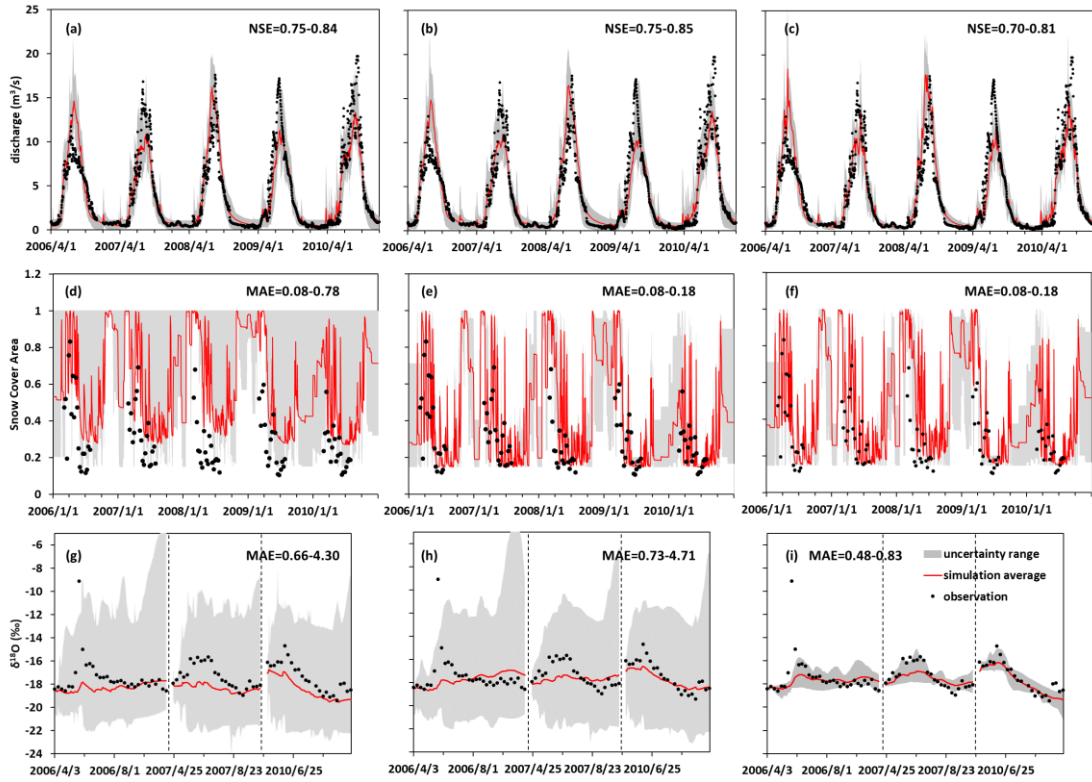 (a) NSE=0.75-0.84
(b) NSE=0.75-0.85
(c) NSE=0.70-0.81
discharge (m³/s)
25
20
15
10
5
0
2006/4/1 2007/4/1 2008/4/1 2009/4/1 2010/4/1
2006/4/1 2007/4/1 2008/4/1 2009/4/1 2010/4/1
2006/4/1 2007/4/1 2008/4/1 2009/4/1 2010/4/1
(d) MAE=0.08-0.78
(e) MAE=0.08-0.18
(f) MAE=0.08-0.18
Snow Cover Area
1.2
1
0.8
0.6
0.4
0.2
0
2006/1/1 2007/1/1 2008/1/1 2009/1/1 2010/1/1
2006/1/1 2007/1/1 2008/1/1 2009/1/1 2010/1/1
2006/1/1 2007/1/1 2008/1/1 2009/1/1 2010/1/1
(g) MAE=0.66-4.30
(h) MAE=0.73-4.71
(i) MAE=0.48-0.83
uncertainty range
simulation average
observation
δ¹⁸O (‰)
-6
-8
-10
-12
-14
-16
-18
-20
-22
-24
2006/4/3 2006/8/1 2007/4/25 2007/8/23 2010/6/25
2006/4/3 2006/8/1 2007/4/25 2007/8/23 2010/6/25
2006/4/3 2006/8/1 2007/4/25 2007/8/23 2010/6/25